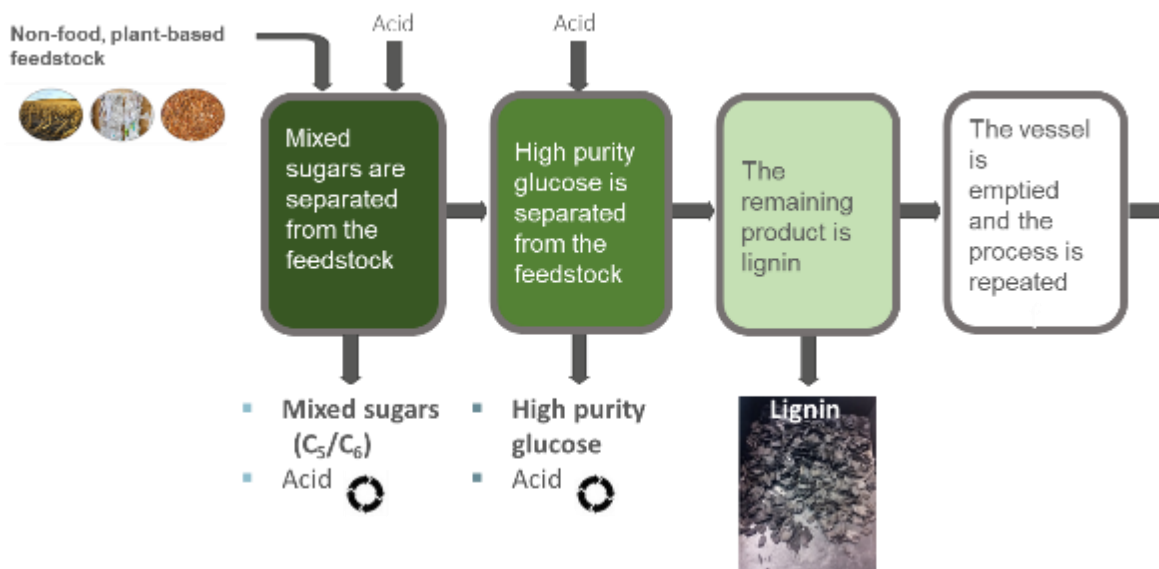 Non-food, plant-based
feedstock
Acid
Acid
Mixed
sugars are
separated
from the
feedstock
High purity
glucose is
separated
from the
feedstock
The
remaining
product is
lignin
The vessel
is
emptied
and the
process is
repeated
▪ Mixed sugars
(C₅/C₆)
▪ Acid
▪ High purity
glucose
▪ Acid
Lignin